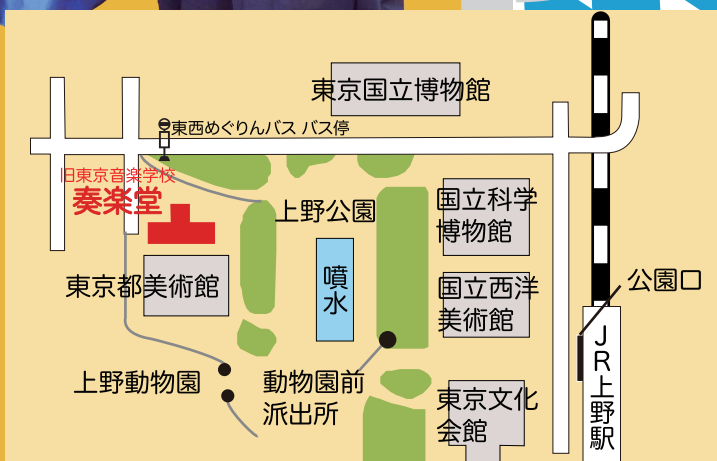 東京国立博物館
東西めぐりんバス バス停
旧東京音楽学校
奏楽堂
上野公園
国立科学
博物館
東京都美術館
噴水
国立西洋
美術館
公園口
JR上野駅
上野動物園
動物園前
派出所
東京文化
会館